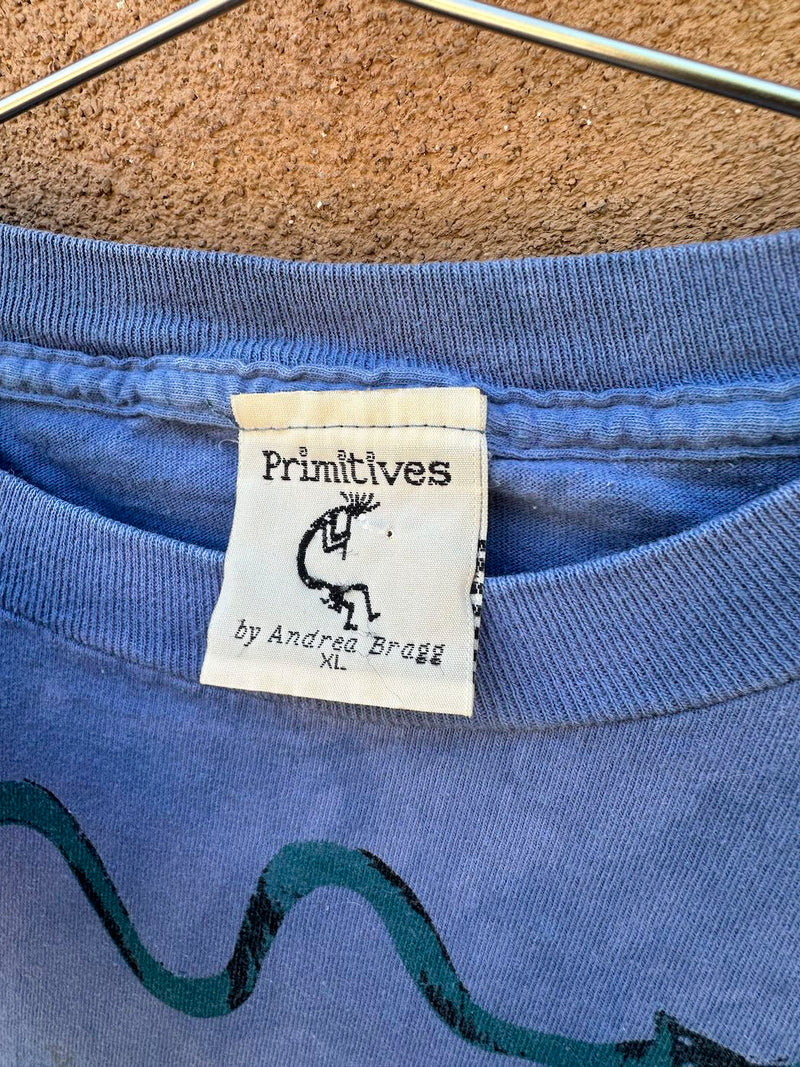 Primitives
by Andrea Bragg
XL